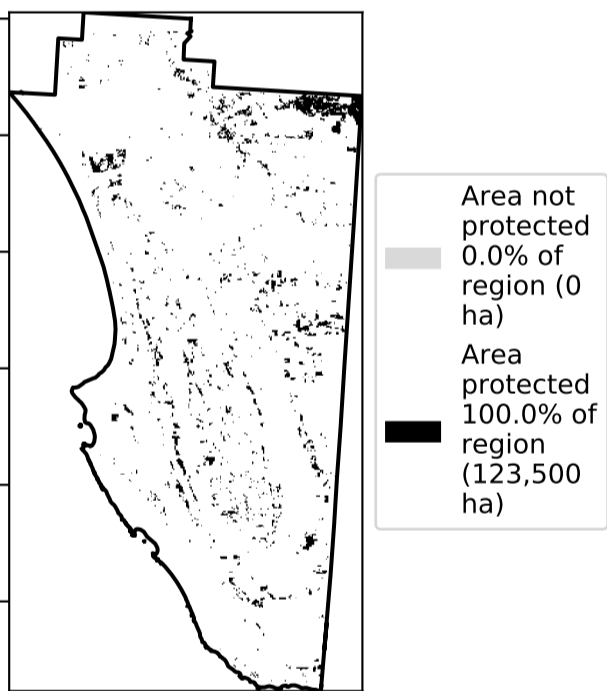 Area not
protected
0.0% of
region (0
ha)
Area
protected
100.0% of
region
(123,500
ha)